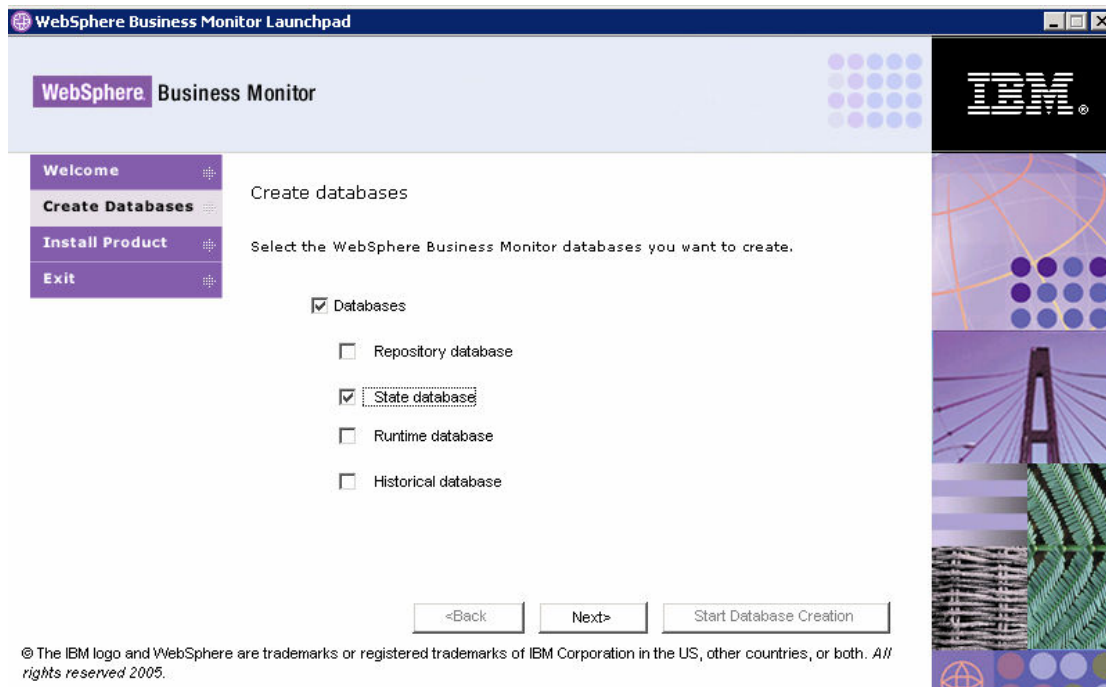 WebSphere Business Monitor Launchpad
WebSphere. Business Monitor
IBM®
Welcome
Create Databases
Install Product
Exit
Create databases
Select the WebSphere Business Monitor databases you want to create.
Databases
Repository database
State database
Runtime database
Historical database
<Back
Next>
Start Database Creation
© The IBM logo and WebSphere are trademarks or registered trademarks of IBM Corporation in the US, other countries, or both. All
rights reserved 2005.